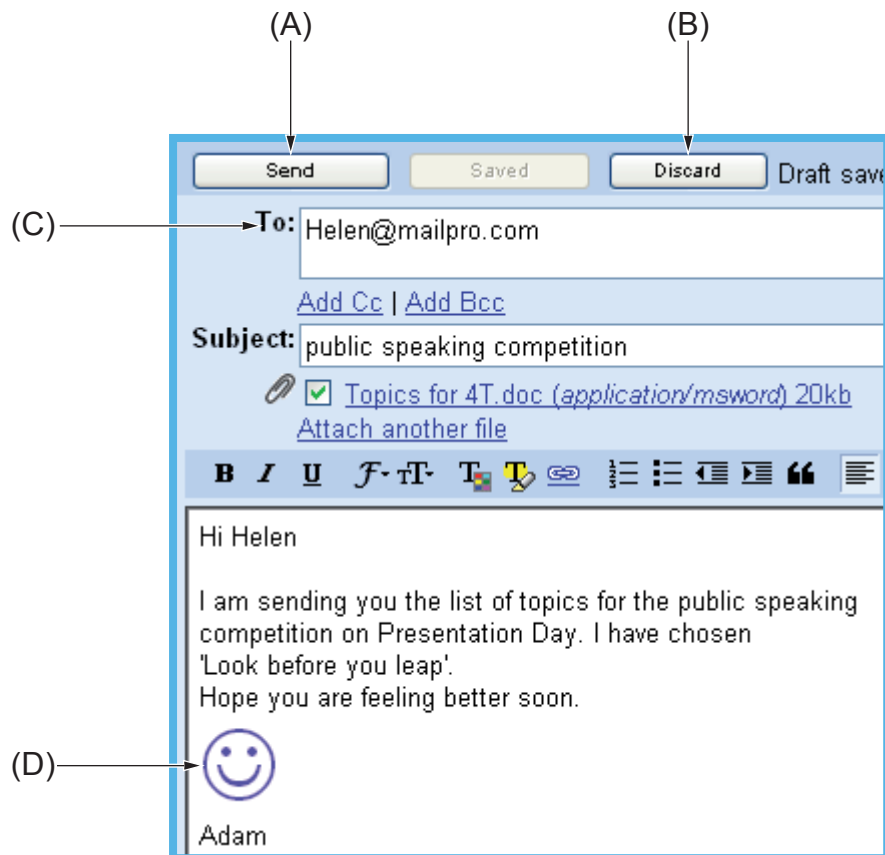 (A) (B)
Send Saved Discard Draft save
(C) To: Helen@mailpro.com
Add Cc | Add Bcc
Subject: public speaking competition
Topics for 4T.doc (application/msword) 20kb
Attach another file
B I U F TT T T
Hi Helen
I am sending you the list of topics for the public speaking
competition on Presentation Day. I have chosen
'Look before you leap'.
Hope you are feeling better soon.
(D)
Adam